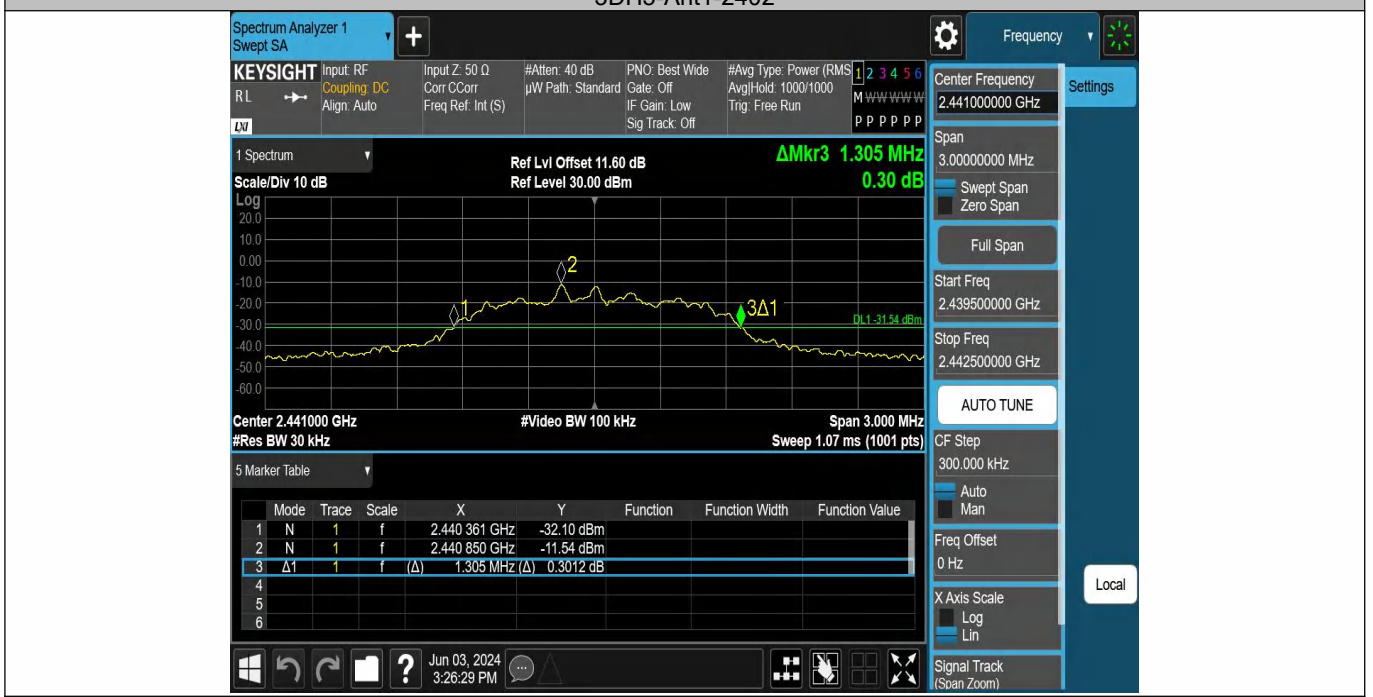 3DH5-Ant1-2402
Spectrum Analyzer 1
Swept SA
+
Frequency
KEYSIGHT
RL
LXI
Input: RF
Coupling: DC
Align: Auto
Input Z: 50 Ω
Corr CCorr
Freq Ref: Int (S)
#Atten: 40 dB
µW Path: Standard
PNO: Best Wide
Gate: Off
IF Gain: Low
Sig Track: Off
#Avg Type: Power (RMS
Avg|Hold: 1000/1000
Trig: Free Run
1 2 3 4 5 6
M W W W W W
P P P P P P
1 Spectrum
Scale/Div 10 dB
Ref Lvl Offset 11.60 dB
Ref Level 30.00 dBm
ΔMkr3 1.305 MHz
0.30 dB
Log
20.0
10.0
0.00
-10.0
-20.0
-30.0
-40.0
-50.0
-60.0
1
2
3Δ1
DL1 -31.54 dBm
Center 2.441000 GHz
#Video BW 100 kHz
Span 3.000 MHz
#Res BW 30 kHz
Sweep 1.07 ms (1001 pts)
5 Marker Table
Mode Trace Scale X Y Function Function Width Function Value
1 N 1 f 2.440 361 GHz -32.10 dBm
2 N 1 f 2.440 850 GHz -11.54 dBm
3 Δ1 1 f (Δ) 1.305 MHz (Δ) 0.3012 dB
4
5
6
?
Jun 03, 2024
3:26:29 PM
Center Frequency
2.441000000 GHz
Settings
Span
3.00000000 MHz
Swept Span
Zero Span
Full Span
Start Freq
2.439500000 GHz
Stop Freq
2.442500000 GHz
AUTO TUNE
CF Step
300.000 kHz
Auto
Man
Freq Offset
0 Hz
Local
X Axis Scale
Log
Lin
Signal Track
(Span Zoom)